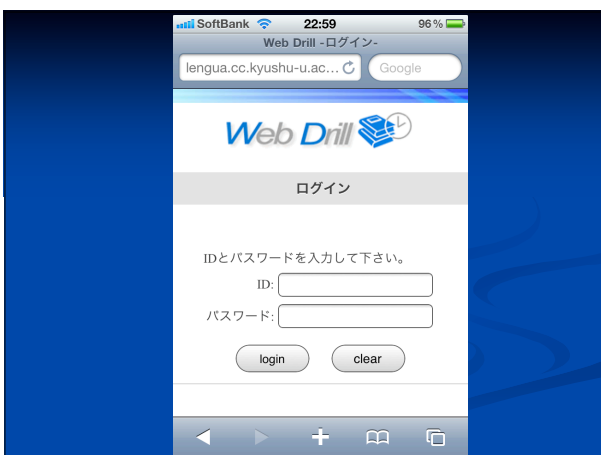 SoftBank 22:59 96%
Web Drill -ログイン-
lengua.cc.kyushu-u.ac... Google
Web Drill
ログイン
IDとパスワードを入力して下さい。
ID:
パスワード:
login clear